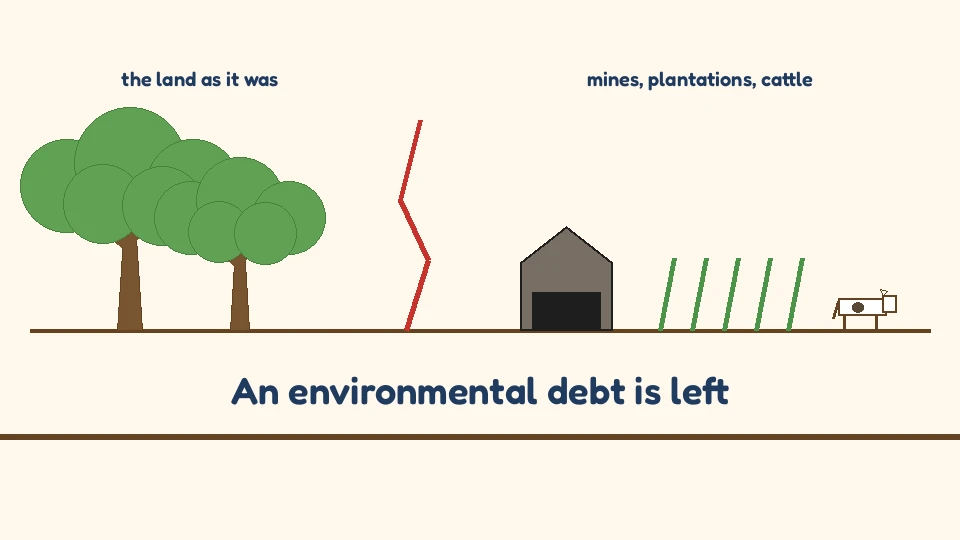 the land as it was
mines, plantations, cattle
An environmental debt is left